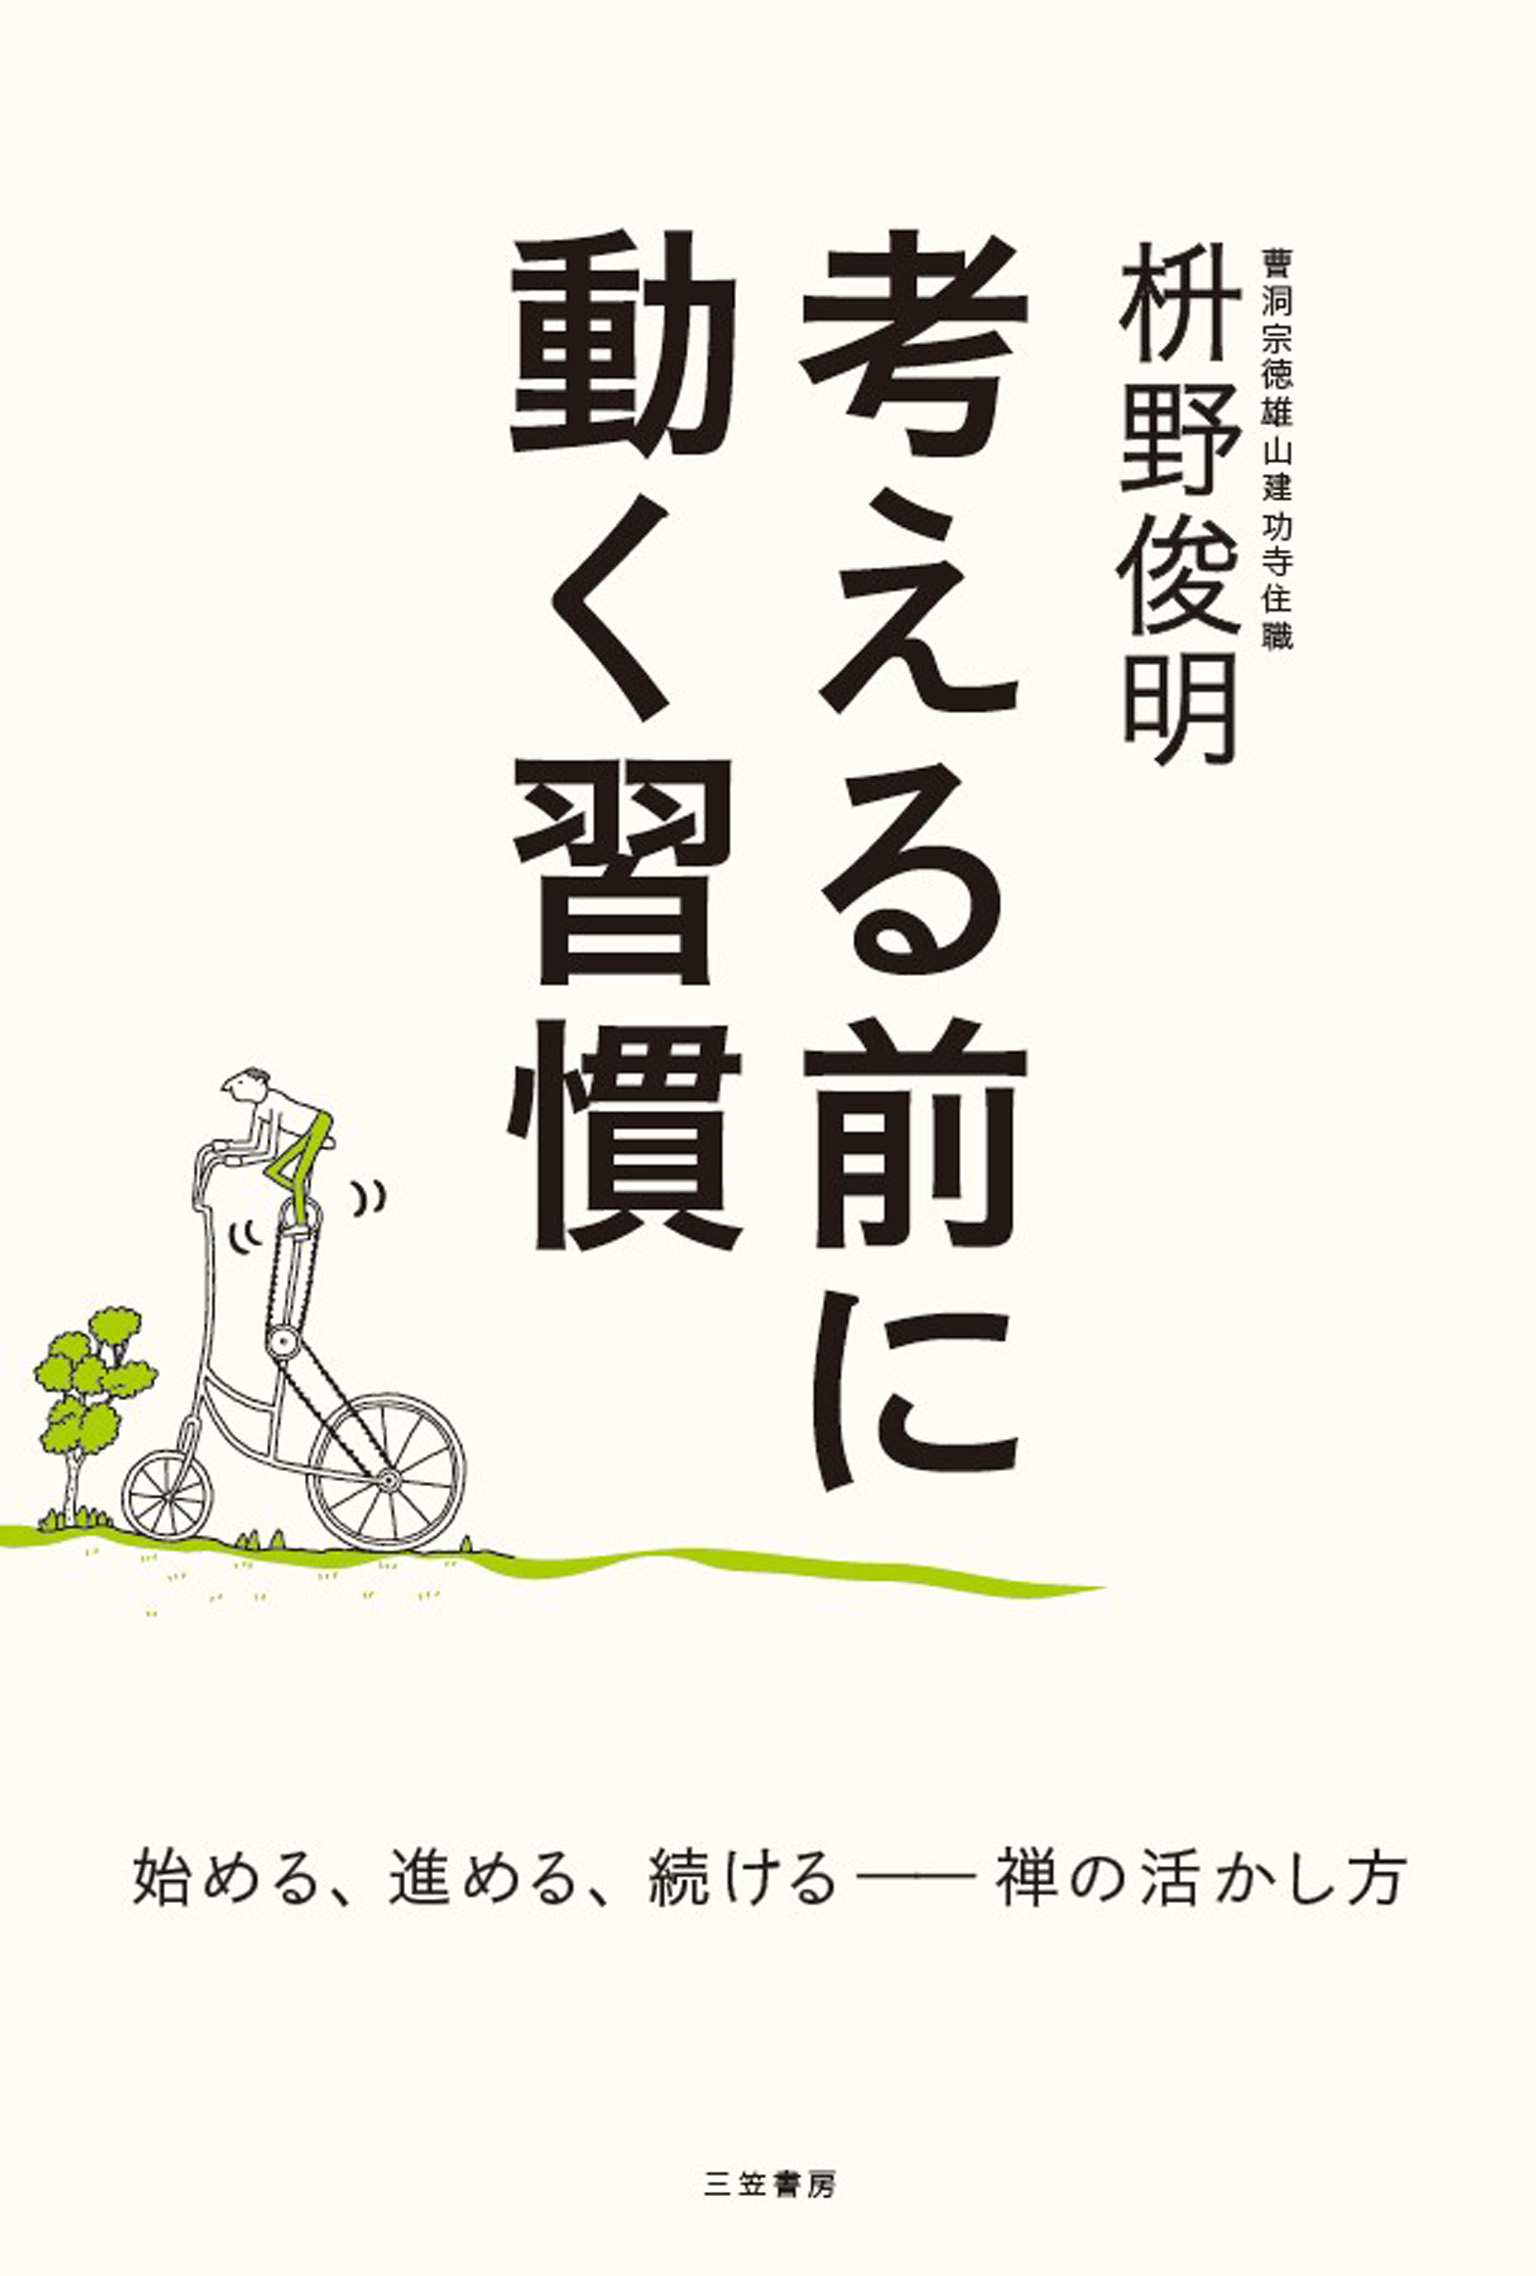 曹洞宗徳雄山建功寺住職
枡野俊明
考える前に
動く習慣
始める、進める、続ける――禅の活かし方
三笠書房